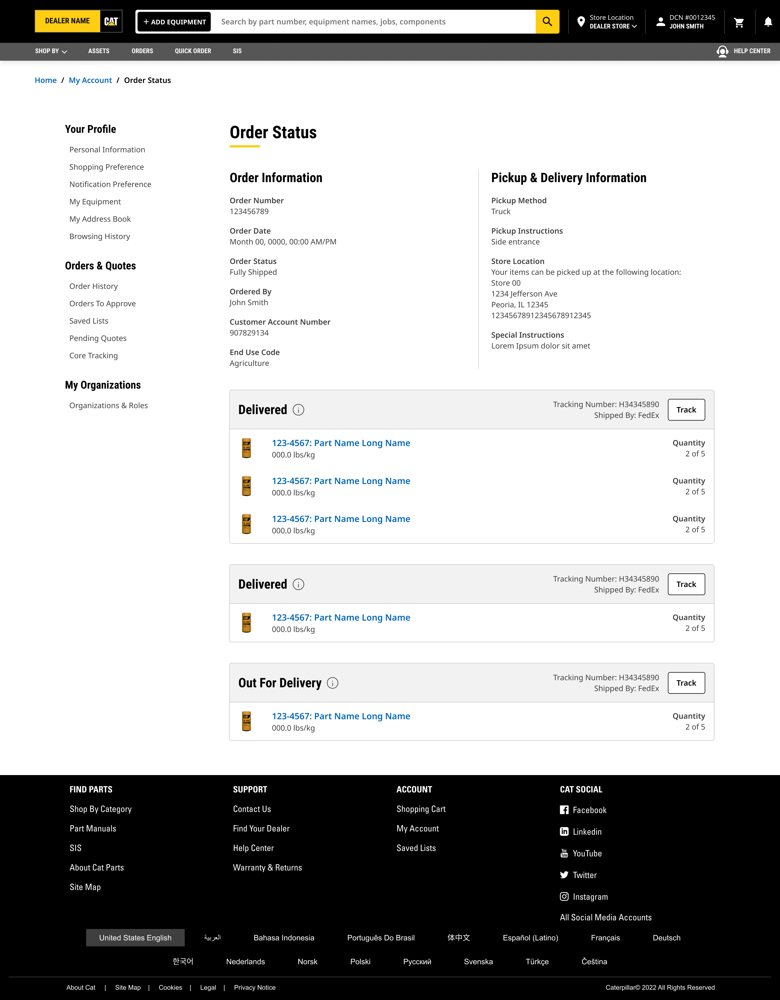 DEALER NAME
CAT
+ ADD EQUIPMENT
Search by part number, equipment names, jobs, components
Store Location
DEALER STORE
DCN #0012345
JOHN SMITH
SHOP BY
ASSETS
ORDERS
QUICK ORDER
SIS
HELP CENTER
Home / My Account / Order Status
Your Profile
Personal Information
Shopping Preference
Notification Preference
My Equipment
My Address Book
Browsing History
Orders & Quotes
Order History
Orders To Approve
Saved Lists
Pending Quotes
Core Tracking
My Organizations
Organizations & Roles
Order Status
Order Information
Order Number
123456789
Order Date
Month 00, 0000, 00:00 AM/PM
Order Status
Fully Shipped
Ordered By
John Smith
Customer Account Number
907829134
End Use Code
Agriculture
Pickup & Delivery Information
Pickup Method
Truck
Pickup Instructions
Side entrance
Store Location
Your items can be picked up at the following location:
Store 00
1234 Jefferson Ave
Peoria, IL 12345
12345678912345678912345
Special Instructions
Lorem Ipsum dolor sit amet
Delivered
Tracking Number: H34345890
Shipped By: FedEx
Track
CAT
123-4567: Part Name Long Name
000.0 lbs/kg
Quantity
2 of 5
CAT
123-4567: Part Name Long Name
000.0 lbs/kg
Quantity
2 of 5
CAT
123-4567: Part Name Long Name
000.0 lbs/kg
Quantity
2 of 5
Delivered
Tracking Number: H34345890
Shipped By: FedEx
Track
CAT
123-4567: Part Name Long Name
000.0 lbs/kg
Quantity
2 of 5
Out For Delivery
Tracking Number: H34345890
Shipped By: FedEx
Track
CAT
123-4567: Part Name Long Name
000.0 lbs/kg
Quantity
2 of 5
FIND PARTS
Shop By Category
Part Manuals
SIS
About Cat Parts
Site Map
SUPPORT
Contact Us
Find Your Dealer
Help Center
Warranty & Returns
ACCOUNT
Shopping Cart
My Account
Saved Lists
CAT SOCIAL
Facebook
Linkedin
YouTube
Twitter
Instagram
All Social Media Accounts
United States English
العربية
Bahasa Indonesia
Português Do Brasil
体中文
Español (Latino)
Français
Deutsch
한국어
Nederlands
Norsk
Polski
Русский
Svenska
Türkçe
Čeština
About Cat | Site Map | Cookies | Legal | Privacy Notice
Caterpillar© 2022 All Rights Reserved